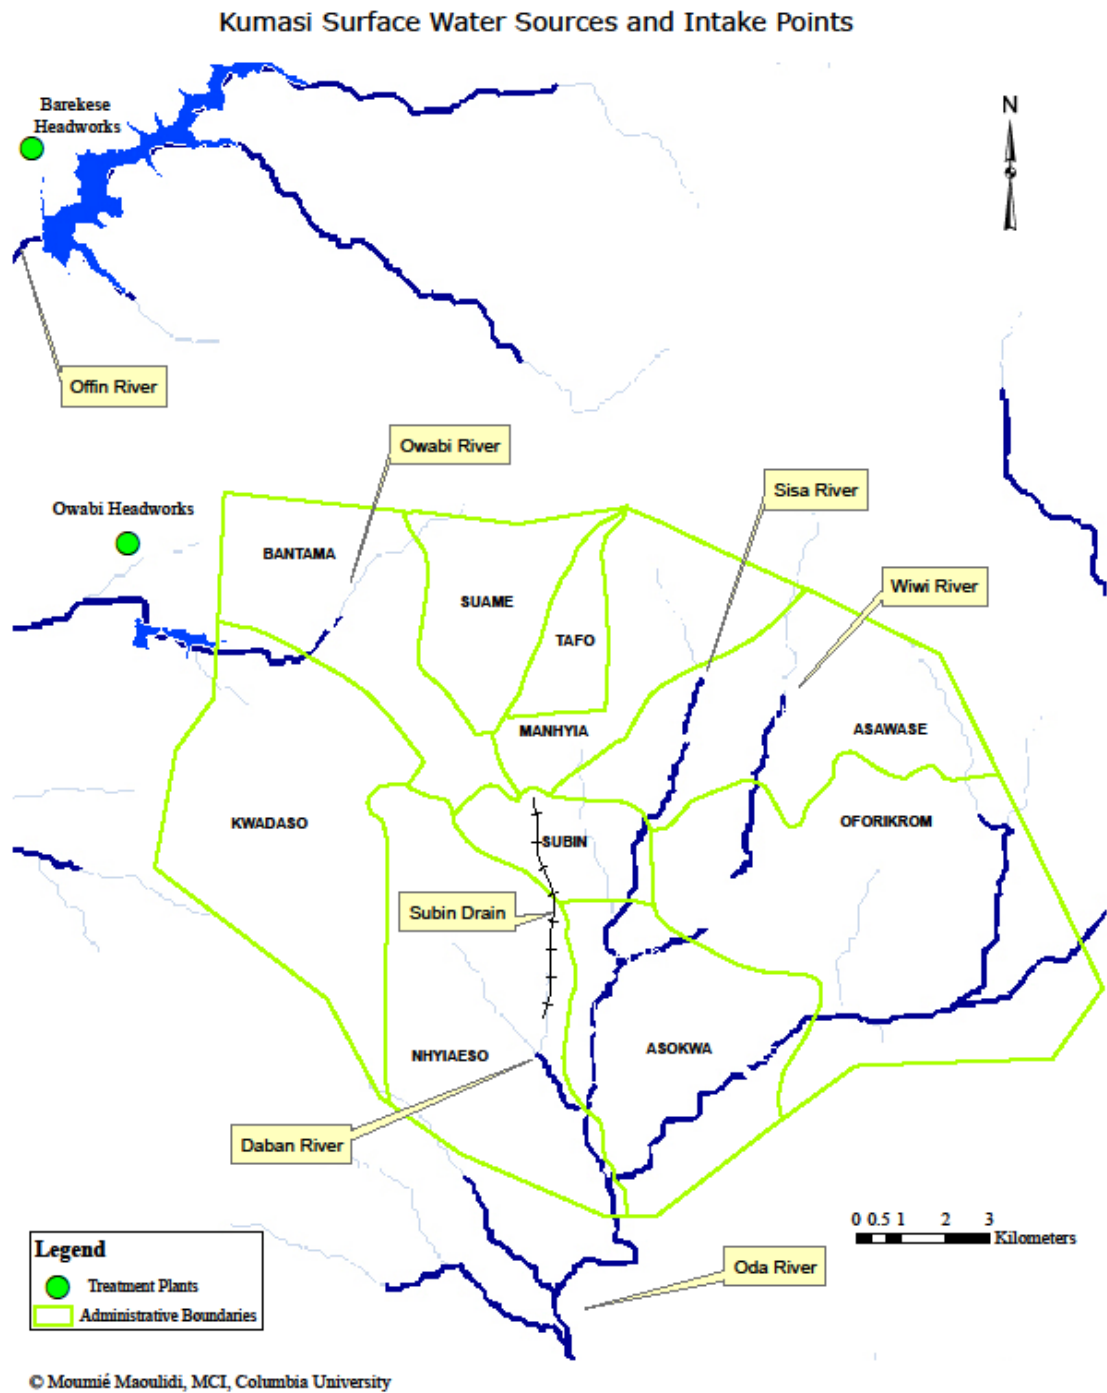 Kumasi Surface Water Sources and Intake Points
Barekese
Headworks
N
Offin River
Owabi River
Sisa River
Owabi Headworks
BANTAMA
Wiwi River
SUAME
TAFO
MANHYIA
ASAWASE
KWADASO
OFORIKROM
SUBIN
Subin Drain
NHYIAESO
ASOKWA
Daban River
0 0.5 1 2 3
Kilometers
Oda River
Legend
Treatment Plants
Administrative Boundaries
© Moumié Maoulidi, MCI, Columbia University